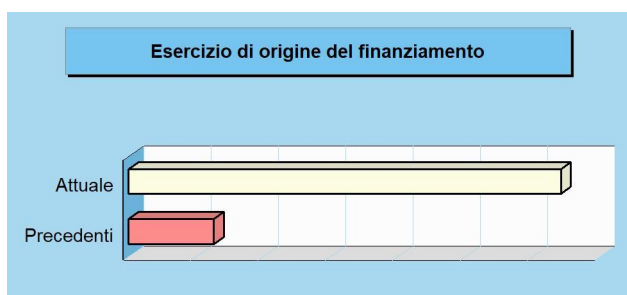 Esercizio di origine del finanziamento
Attuale
Precedenti